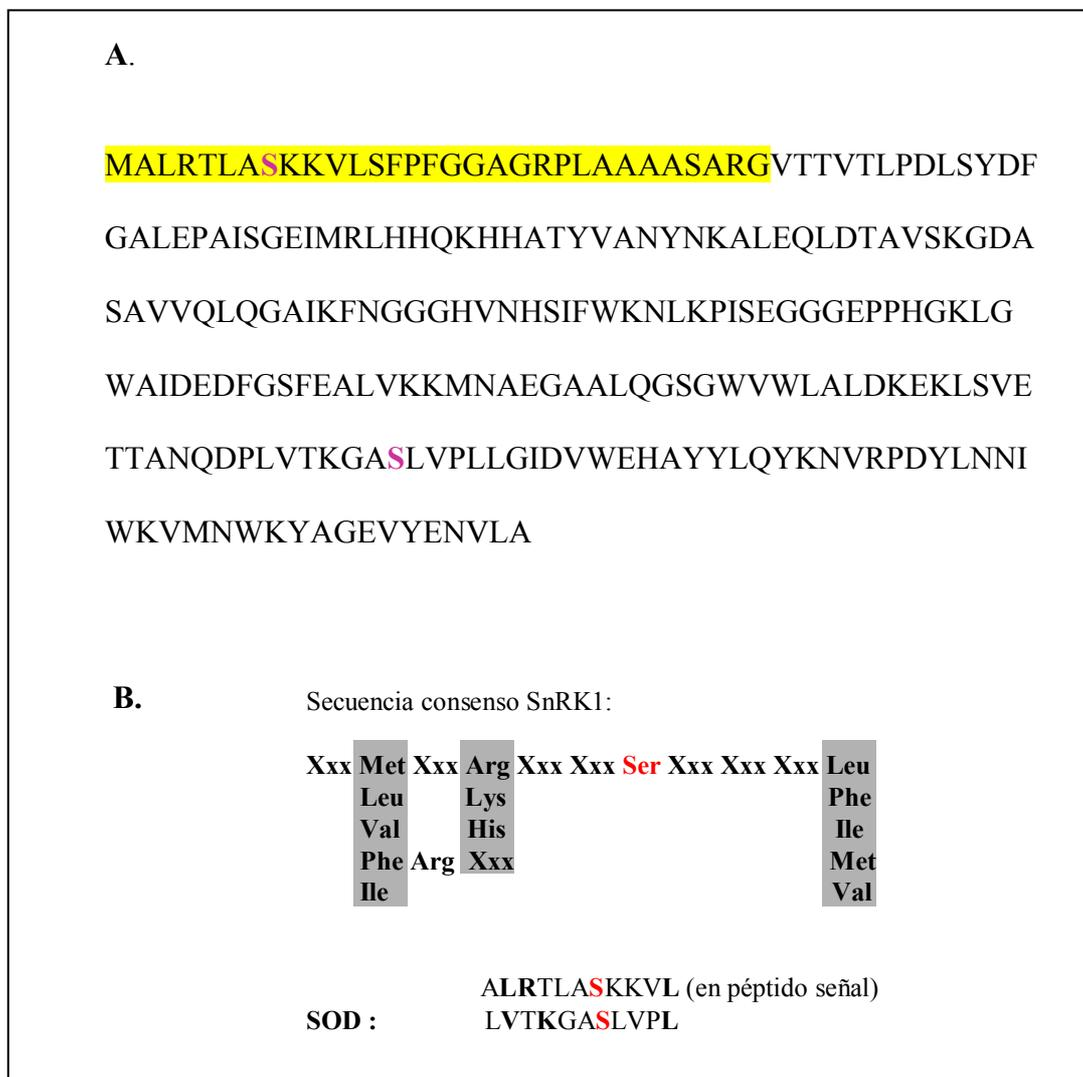 A.
MALRTLASKKVLSFPFGGAGRPLAAAASARGVTTVTLPDLSYDF
GALEPAISGEIMRLHHQKHHATYVANYNKALEQLDTAVSKGDA
SAVVQLQGAIKFNGGGHVNHSIFWKNLKPISEGGGEPPHGKLG
WAIDEDFGSFEALVKKMNAEGAALQGSGWVWLALDKEKLSVE
TTANQDPLVTKGASLVPLLGIDVWEHAYYLQYKNVRPDYLNNI
WKVMNWKYAGEVYENVLA
B.
Secuencia consenso SnRK1:
Xxx Met Xxx Arg Xxx Xxx Ser Xxx Xxx Xxx Leu
Leu Lys Phe
Val His Ile
Phe Arg Xxx Met
Ile Val
ALRTLASKKVL (en péptido señal)
SOD : LVTKGASLVPL